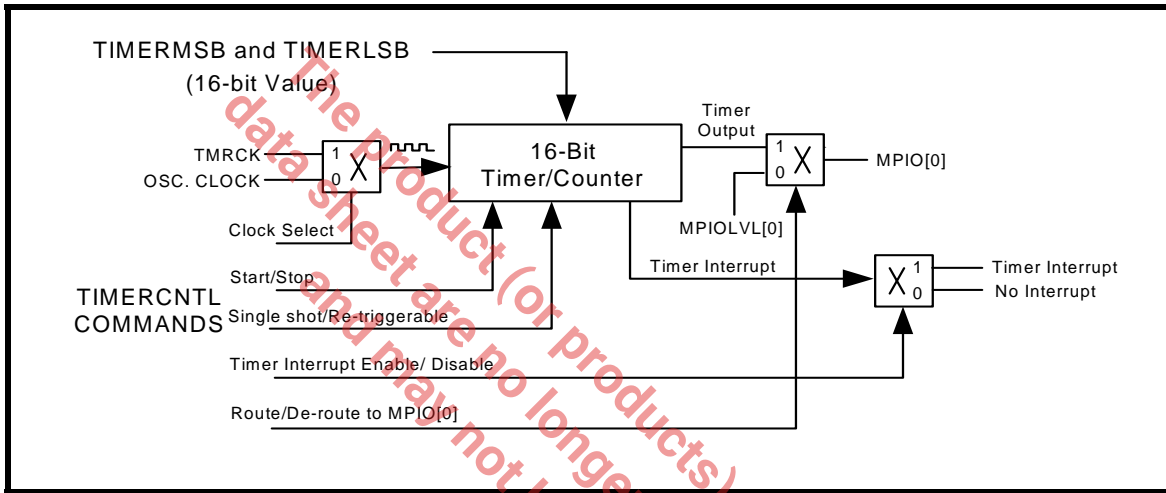 TIMERMSB and TIMERLSB
(16-bit Value)
TMRCK
OSC. CLOCK
1
0
X
Clock Select
16-Bit
Timer/Counter
Timer
Output
1
0
X
MPIO[0]
MPIOLVL[0]
Start/Stop
Timer Interrupt
X
1
0
Timer Interrupt
No Interrupt
TIMERCNTL
COMMANDS
Single shot/Re-triggerable
Timer Interrupt Enable/ Disable
Route/De-route to MPIO[0]
The product (or products)
data sheet are no longer
and may not